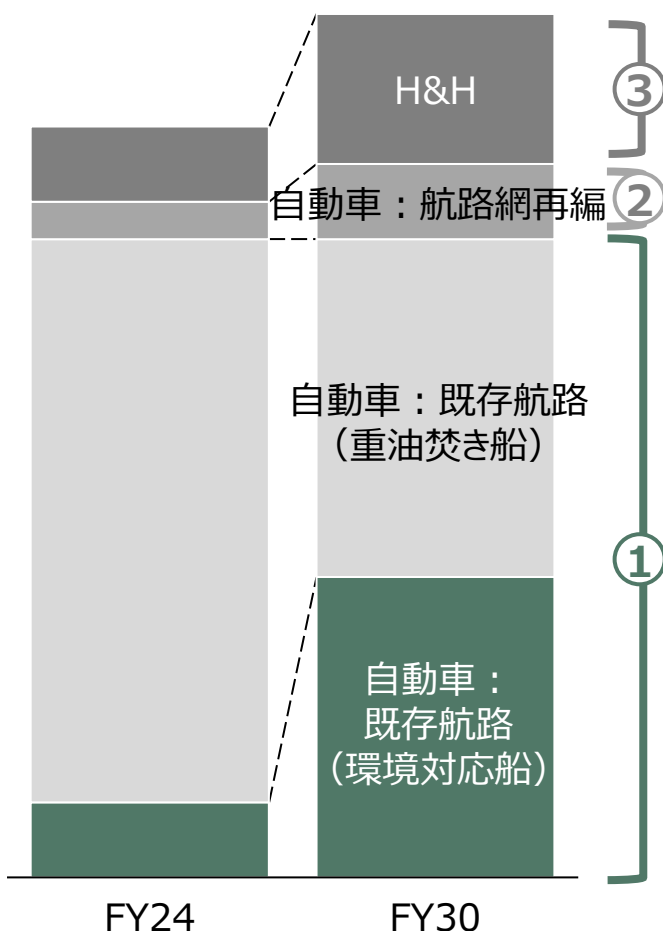 H&H
③
自動車：航路網再編
②
自動車：既存航路
（重油焚き船）
①
自動車：
既存航路
（環境対応船）
FY24
FY30